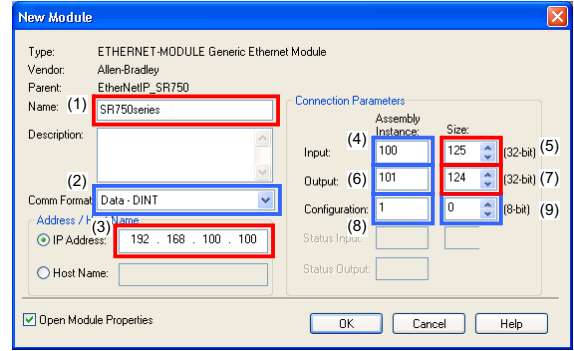 New Module
Type: ETHERNET-MODULE Generic Ethernet Module
Vendor: Allen-Bradley
Parent: EtherNetIP_SR750
Name: (1) SR750series
Description:
(2)
Comm Format Data - DINT
Address / Host Name
(3)
IP Address: 192 . 168 . 100 . 100
Host Name:
Connection Parameters
Assembly
Instance: Size:
(4)
Input: 100 125 (32-bit) (5)
Output: (6) 101 124 (32-bit) (7)
Configuration: 1 0 (8-bit) (9)
(8)
Status Input:
Status Output:
Open Module Properties
OK Cancel Help